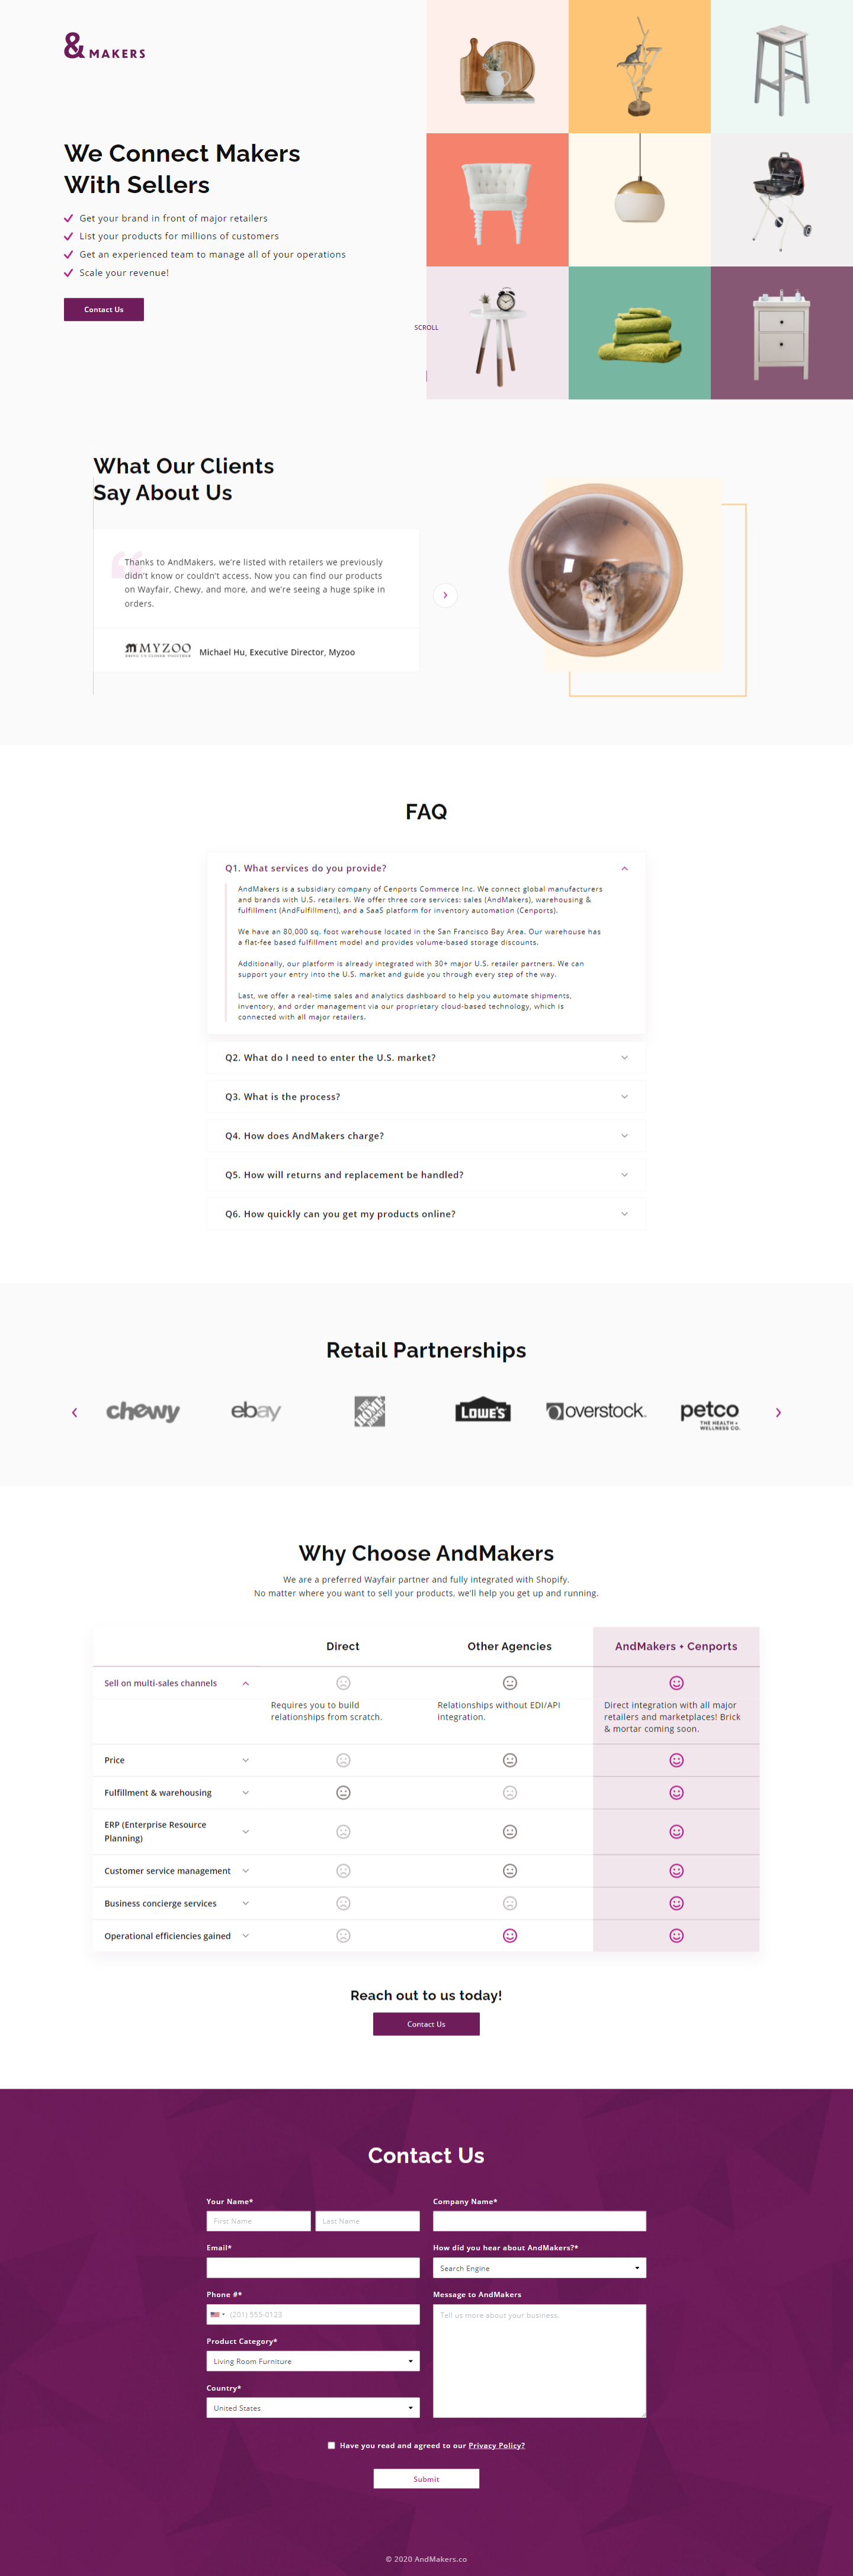 & MAKERS
We Connect Makers
With Sellers
Get your brand in front of major retailers
List your products for millions of customers
Get an experienced team to manage all of your operations
Scale your revenue!
Contact Us
SCROLL
What Our Clients
Say About Us
Thanks to AndMakers, we're listed with retailers we previously
didn't know or couldn't access. Now you can find our products
on Wayfair, Chewy, and more, and we're seeing a huge spike in
orders.
MYZOO
BRING US CLOSER TOGETHER
Michael Hu, Executive Director, Myzoo
FAQ
Q1. What services do you provide?
AndMakers is a subsidiary company of Cenports Commerce Inc. We connect global manufacturers
and brands with U.S. retailers. We offer three core services: sales (AndMakers), warehousing &
fulfillment (AndFulfillment), and a SaaS platform for inventory automation (Cenports).
We have an 80,000 sq. foot warehouse located in the San Francisco Bay Area. Our warehouse has
a flat-fee based fulfillment model and provides volume-based storage discounts.
Additionally, our platform is already integrated with 30+ major U.S. retailer partners. We can
support your entry into the U.S. market and guide you through every step of the way.
Last, we offer a real-time sales and analytics dashboard to help you automate shipments,
inventory, and order management via our proprietary cloud-based technology, which is
connected with all major retailers.
Q2. What do I need to enter the U.S. market?
Q3. What is the process?
Q4. How does AndMakers charge?
Q5. How will returns and replacement be handled?
Q6. How quickly can you get my products online?
Retail Partnerships
chewy
ebay
THE HOME DEPOT
LOWE'S
overstock.
petco
THE HEALTH +
WELLNESS CO.
Why Choose AndMakers
We are a preferred Wayfair partner and fully integrated with Shopify.
No matter where you want to sell your products, we'll help you get up and running.
Direct
Other Agencies
AndMakers + Cenports
Sell on multi-sales channels
Requires you to build
relationships from scratch.
Relationships without EDI/API
integration.
Direct integration with all major
retailers and marketplaces! Brick
& mortar coming soon.
Price
Fulfillment & warehousing
ERP (Enterprise Resource
Planning)
Customer service management
Business concierge services
Operational efficiencies gained
Reach out to us today!
Contact Us
Contact Us
Your Name*
First Name
Last Name
Company Name*
Email*
How did you hear about AndMakers?*
Search Engine
Phone #*
(201) 555-0123
Message to AndMakers
Tell us more about your business.
Product Category*
Living Room Furniture
Country*
United States
Have you read and agreed to our Privacy Policy?
Submit
© 2020 AndMakers.co